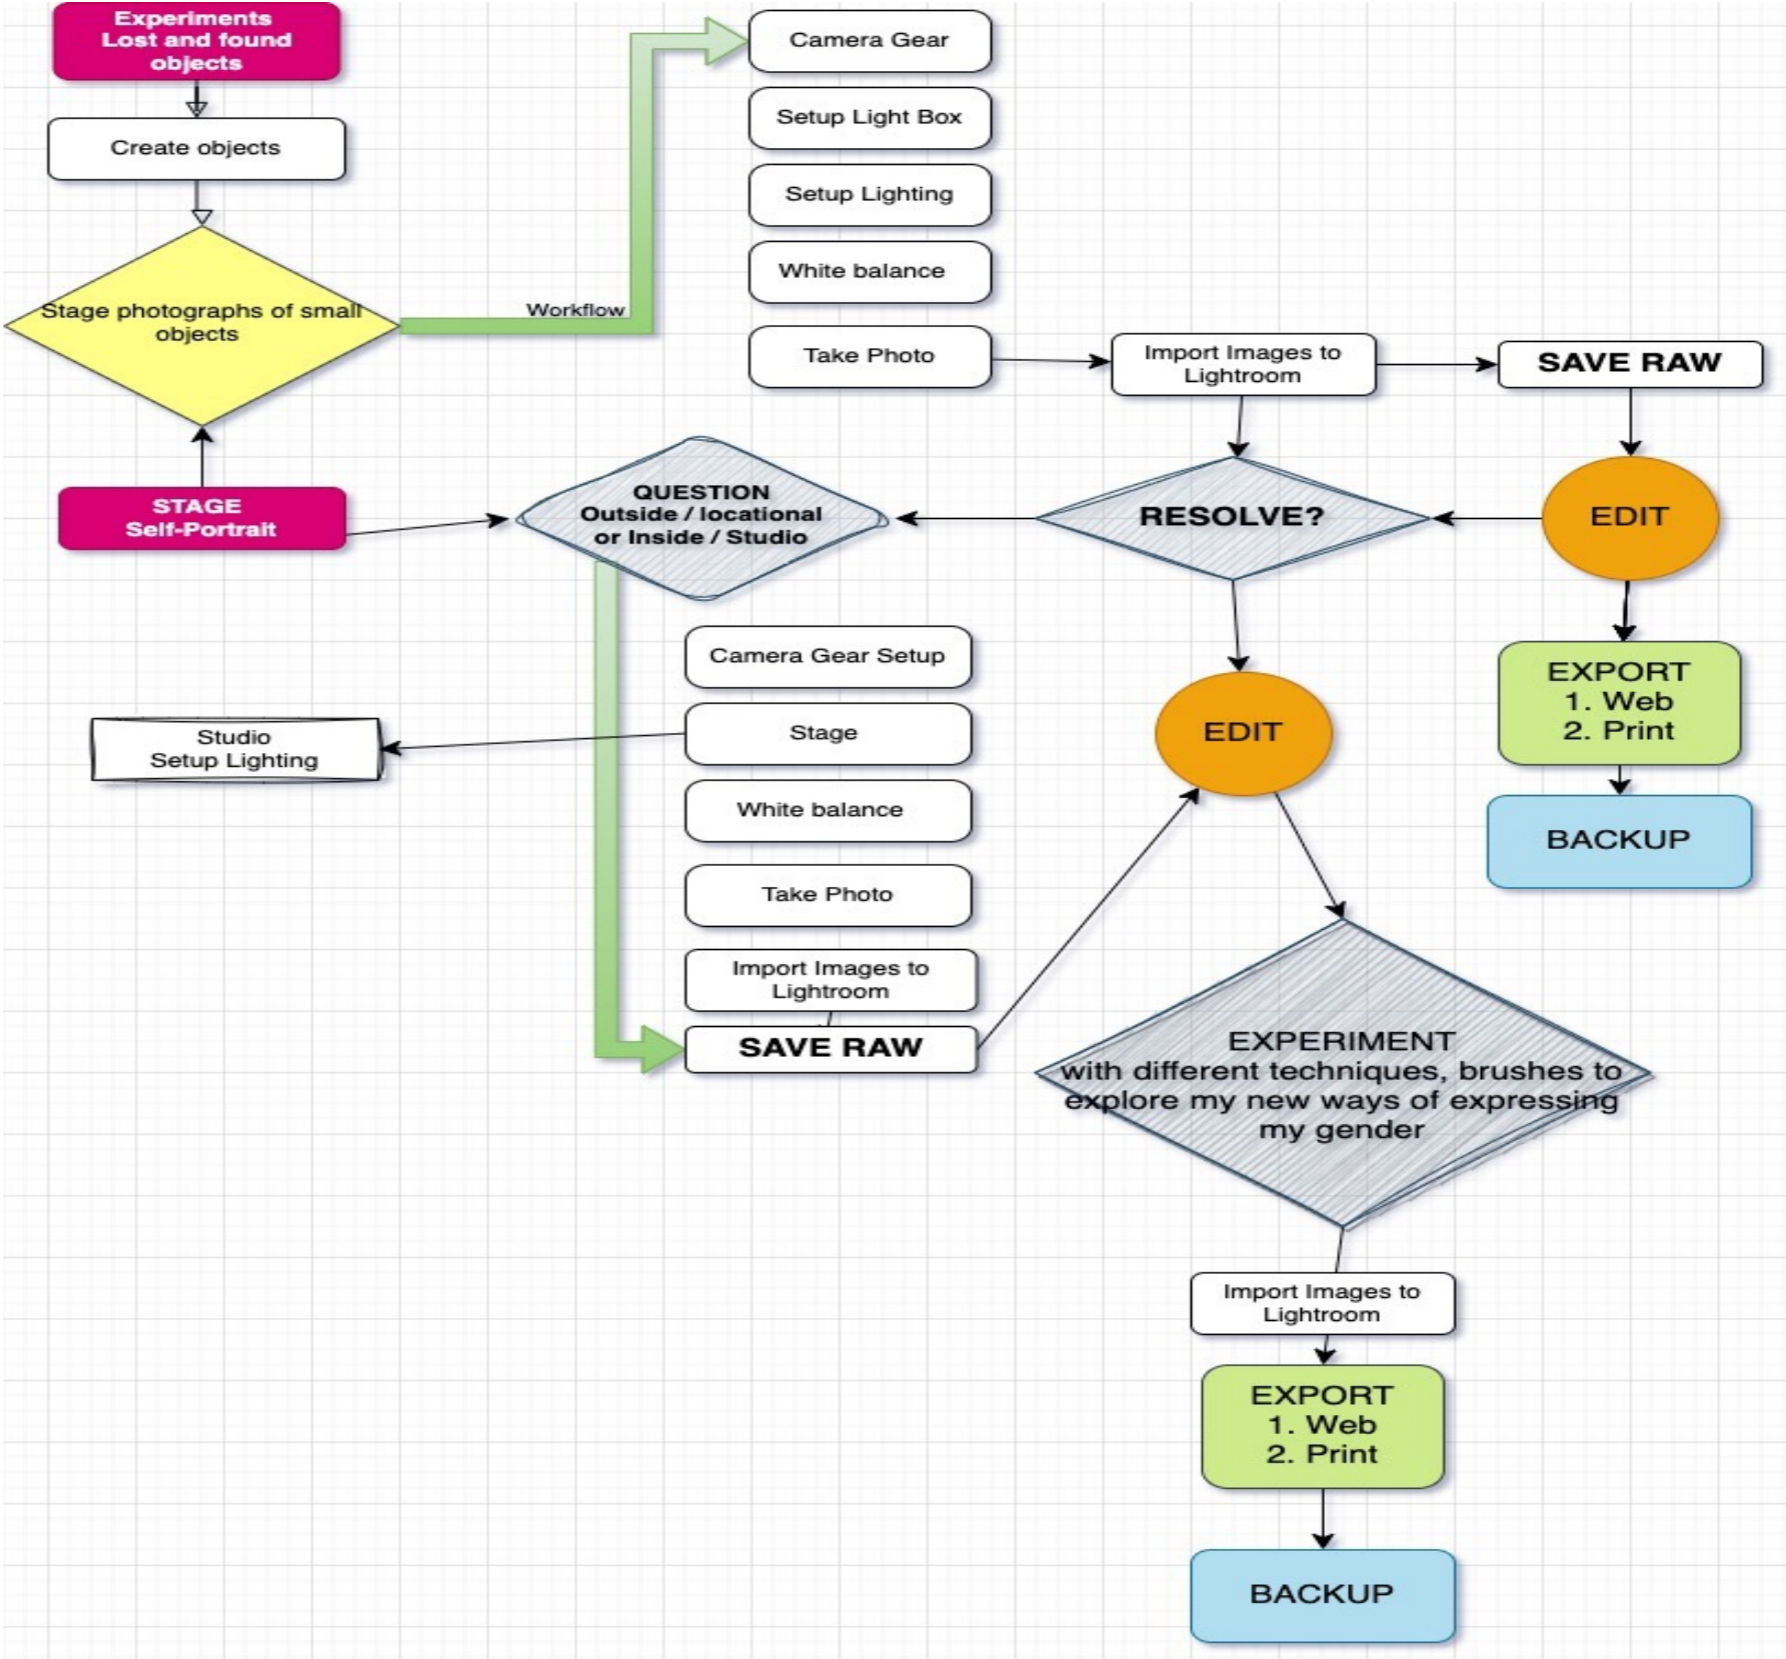 Experiments
Lost and found
objects
Create objects
Stage photographs of small
objects
Workflow
Camera Gear
Setup Light Box
Setup Lighting
White balance
Take Photo
Import Images to
Lightroom
SAVE RAW
STAGE
Self-Portrait
QUESTION
Outside / locational
or Inside / Studio
RESOLVE?
EDIT
EXPORT
1. Web
2. Print
BACKUP
Camera Gear Setup
Stage
Studio
Setup Lighting
White balance
Take Photo
Import Images to
Lightroom
SAVE RAW
EDIT
EXPERIMENT
with different techniques, brushes to
explore my new ways of expressing
my gender
Import Images to
Lightroom
EXPORT
1. Web
2. Print
BACKUP